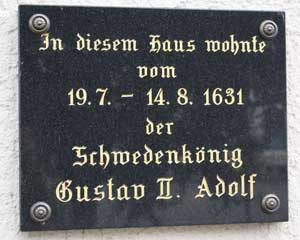 In diesem Haus wohnte
vom
19.7. – 14.8. 1631
der
Schwedenkönig
Gustav II. Adolf